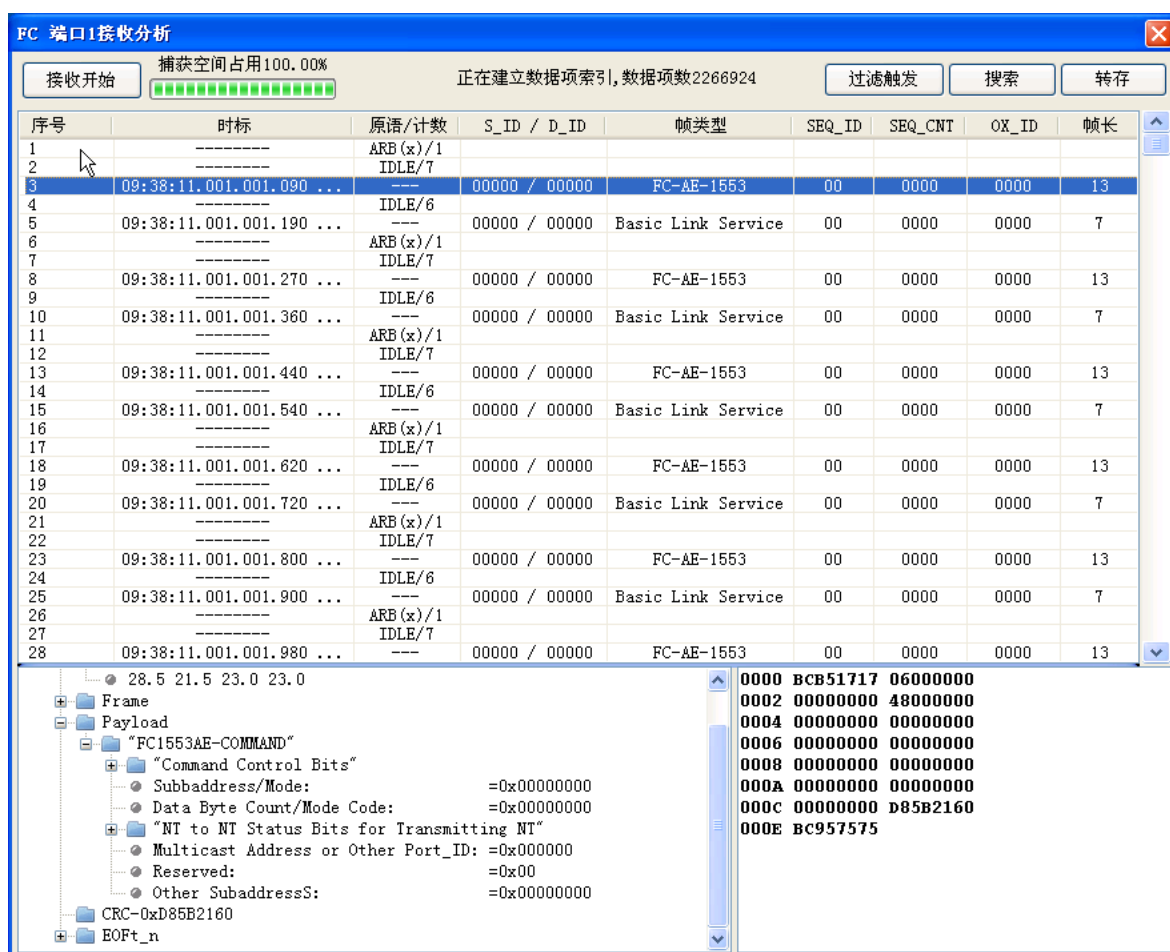 FC 端口1接收分析
接收开始 捕获空间占用100.00% 正在建立数据项索引,数据项数2266924 过滤触发 搜索 转存
序号 时标 原语/计数 S_ID / D_ID 帧类型 SEQ_ID SEQ_CNT OX_ID 帧长
1 -------- ARB(x)/1
2 -------- IDLE/7
3 09:38:11.001.001.090 ... --- 00000 / 00000 FC-AE-1553 00 0000 0000 13
4 -------- IDLE/6
5 09:38:11.001.001.190 ... --- 00000 / 00000 Basic Link Service 00 0000 0000 7
6 -------- ARB(x)/1
7 -------- IDLE/7
8 09:38:11.001.001.270 ... --- 00000 / 00000 FC-AE-1553 00 0000 0000 13
9 -------- IDLE/6
10 09:38:11.001.001.360 ... --- 00000 / 00000 Basic Link Service 00 0000 0000 7
11 -------- ARB(x)/1
12 -------- IDLE/7
13 09:38:11.001.001.440 ... --- 00000 / 00000 FC-AE-1553 00 0000 0000 13
14 -------- IDLE/6
15 09:38:11.001.001.540 ... --- 00000 / 00000 Basic Link Service 00 0000 0000 7
16 -------- ARB(x)/1
17 -------- IDLE/7
18 09:38:11.001.001.620 ... --- 00000 / 00000 FC-AE-1553 00 0000 0000 13
19 -------- IDLE/6
20 09:38:11.001.001.720 ... --- 00000 / 00000 Basic Link Service 00 0000 0000 7
21 -------- ARB(x)/1
22 -------- IDLE/7
23 09:38:11.001.001.800 ... --- 00000 / 00000 FC-AE-1553 00 0000 0000 13
24 -------- IDLE/6
25 09:38:11.001.001.900 ... --- 00000 / 00000 Basic Link Service 00 0000 0000 7
26 -------- ARB(x)/1
27 -------- IDLE/7
28 09:38:11.001.001.980 ... --- 00000 / 00000 FC-AE-1553 00 0000 0000 13
28.5 21.5 23.0 23.0
Frame
Payload
"FC1553AE-COMMAND"
"Command Control Bits"
Subbaddress/Mode: =0x00000000
Data Byte Count/Mode Code: =0x00000000
"NT to NT Status Bits for Transmitting NT"
Multicast Address or Other Port_ID: =0x000000
Reserved: =0x00
Other SubaddressS: =0x00000000
CRC-0xD85B2160
EOFt_n
0000 BCB51717 06000000
0002 00000000 48000000
0004 00000000 00000000
0006 00000000 00000000
0008 00000000 00000000
000A 00000000 00000000
000C 00000000 D85B2160
000E BC957575